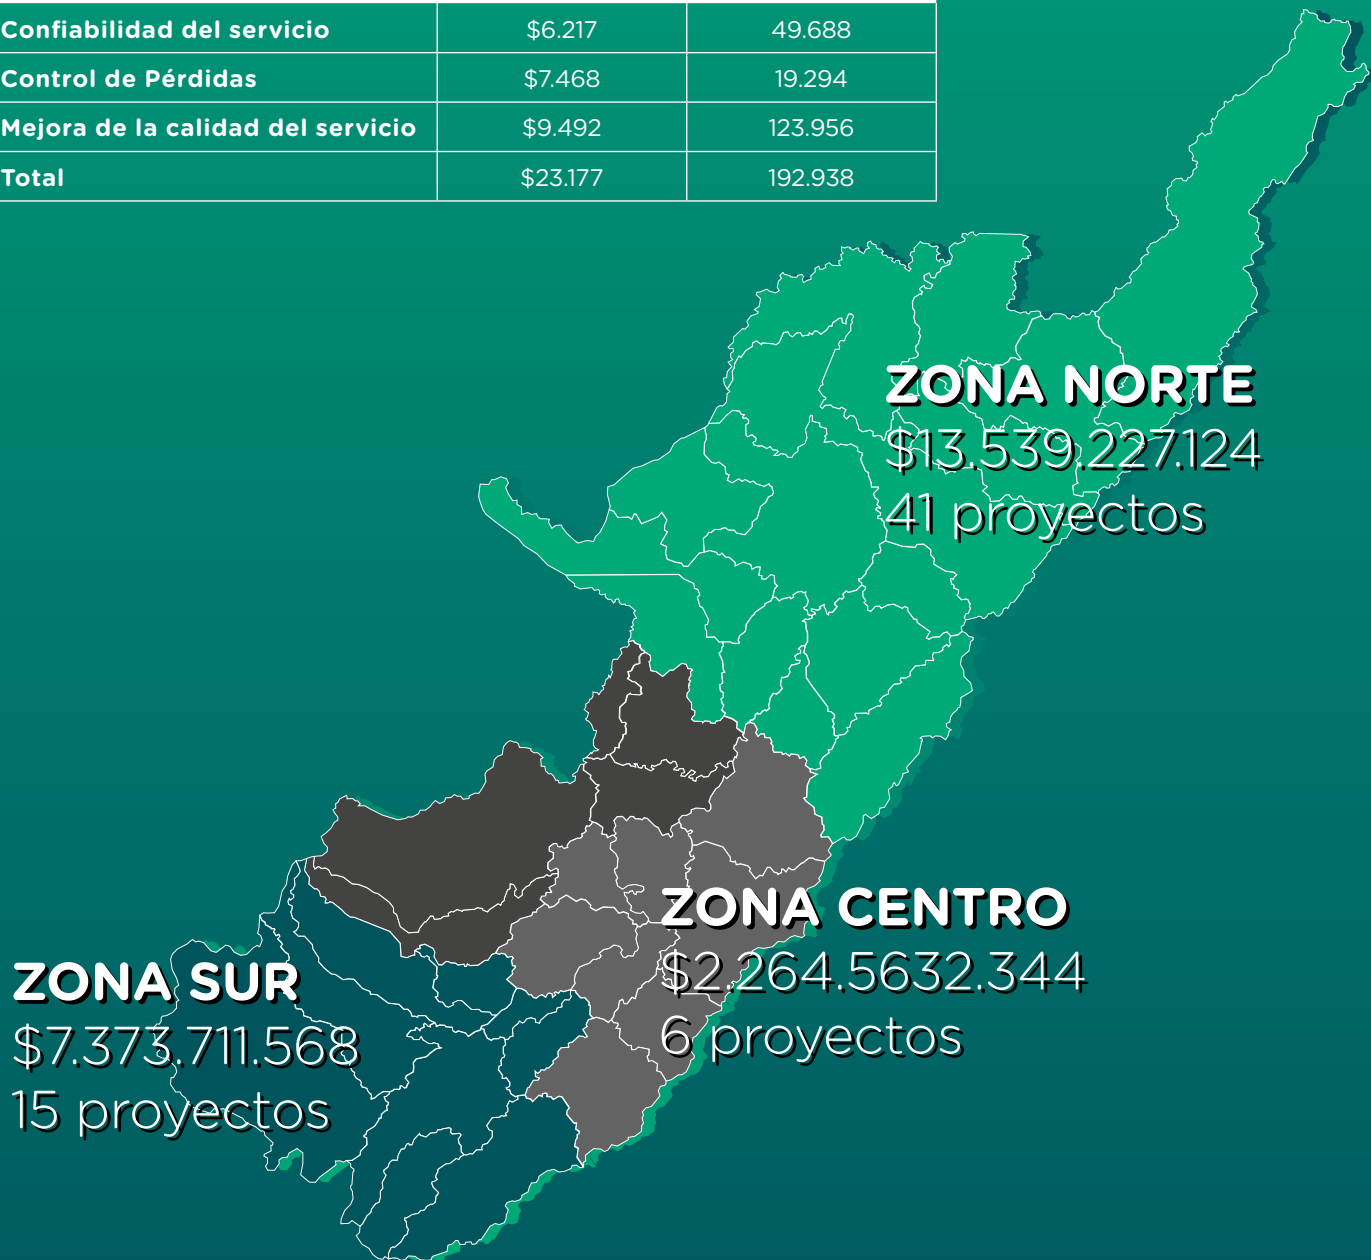 Confiabilidad del servicio $6.217 49.688
Control de Pérdidas $7.468 19.294
Mejora de la calidad del servicio $9.492 123.956
Total $23.177 192.938
ZONA NORTE
$13.539.227.124
41 proyectos
ZONA CENTRO
$2.264.5632.344
6 proyectos
ZONA SUR
$7.373.711.568
15 proyectos